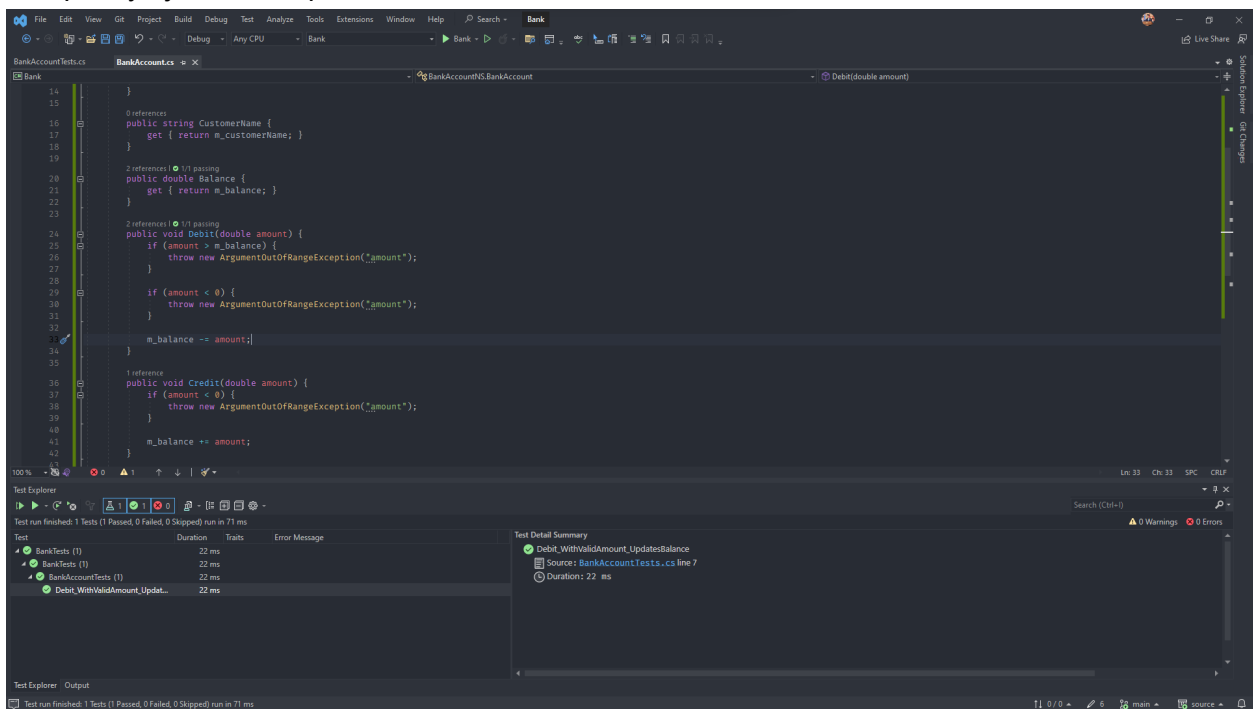 File Edit View Git Project Build Debug Test Analyze Tools Extensions Window Help Search Bank
Debug Any CPU Bank Bank Live Share
BankAccountTests.cs BankAccount.cs
Bank BankAccountNS.BankAccount Debit(double amount)
14 }
15
0 references
16 public string CustomerName {
17 get { return m_customerName; }
18 }
19
2 references | 1/1 passing
20 public double Balance {
21 get { return m_balance; }
22 }
23
2 references | 1/1 passing
24 public void Debit(double amount) {
25 if (amount > m_balance) {
26 throw new ArgumentOutOfRangeException("amount");
27 }
28
29 if (amount < 0) {
30 throw new ArgumentOutOfRangeException("amount");
31 }
32
33 m_balance -= amount;
34 }
35
1 reference
36 public void Credit(double amount) {
37 if (amount < 0) {
38 throw new ArgumentOutOfRangeException("amount");
39 }
40
41 m_balance += amount;
42 }
43
Solution Explorer
Git Changes
100 % 0 1 Ln: 33 Ch: 33 SPC CRLF
Test Explorer
1 1 0 Search (Ctrl+I)
Test run finished: 1 Tests (1 Passed, 0 Failed, 0 Skipped) run in 71 ms 0 Warnings 0 Errors
Test Duration Traits Error Message
BankTests (1) 22 ms
BankTests (1) 22 ms
BankAccountTests (1) 22 ms
Debit_WithValidAmount_Updat... 22 ms
Test Detail Summary
Debit_WithValidAmount_UpdatesBalance
Source: BankAccountTests.cs line 7
Duration: 22 ms
Test Explorer Output
Test run finished: 1 Tests (1 Passed, 0 Failed, 0 Skipped) run in 71 ms 0 / 0 6 main source